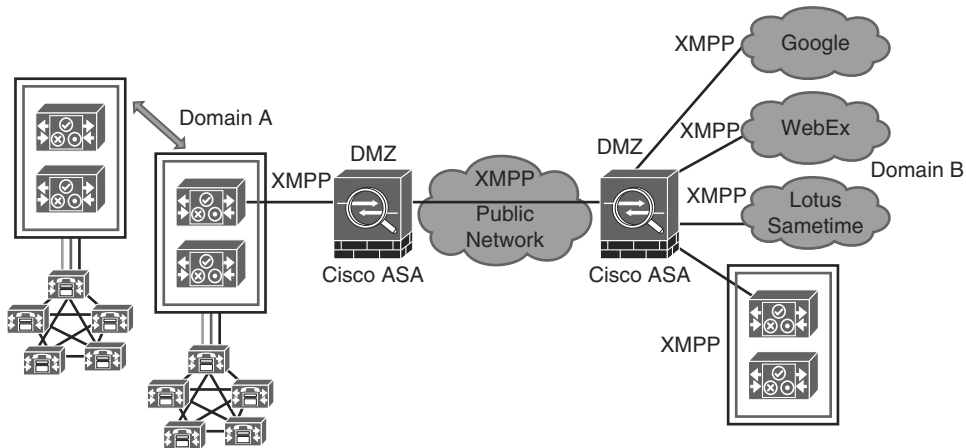 XMPP
Google
Domain A
XMPP
WebEx
DMZ
DMZ
Domain B
XMPP
XMPP
XMPP
Lotus
Sametime
Public
Network
Cisco ASA
Cisco ASA
XMPP